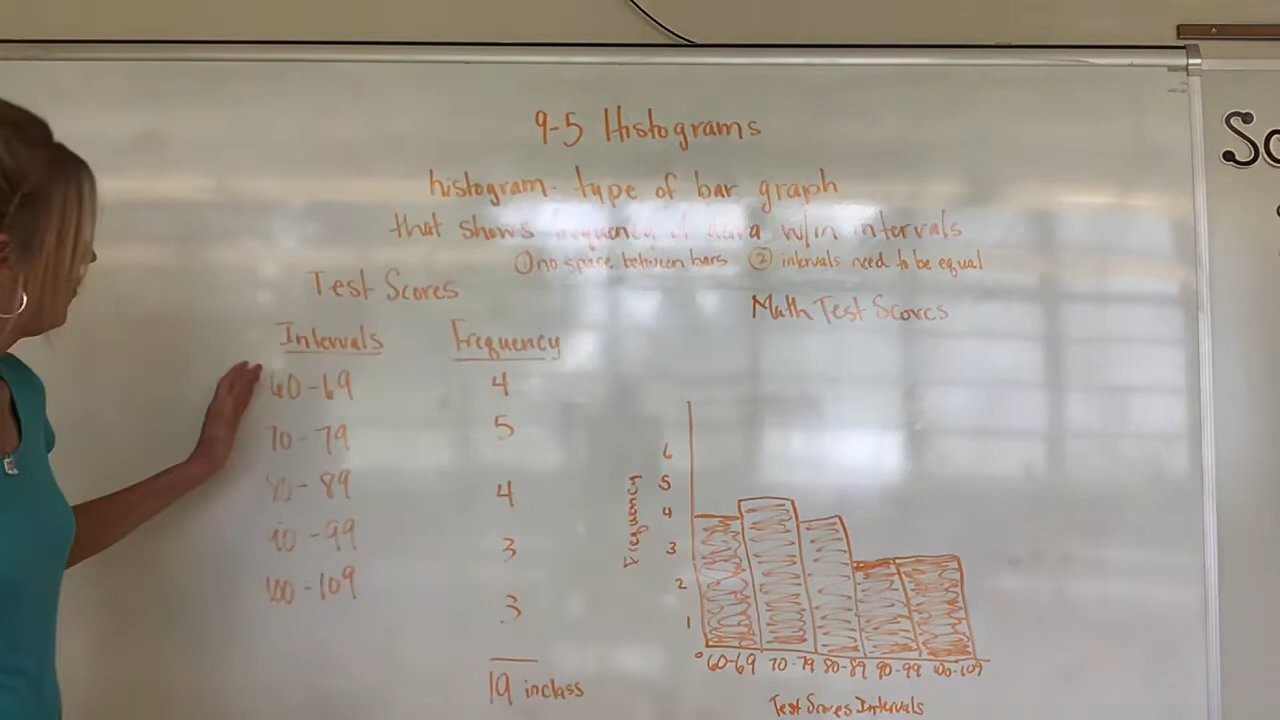 9-5 Histograms
histogram- type of bar graph
that shows frequency of data w/in intervals
① no space between bars ② intervals need to be equal
Test Scores
Intervals Frequency
60-69 4
70-79 5
80-89 4
90-99 3
100-109 3
19 in class
Math Test Scores
Frequency
6
5
4
3
2
1
0
60-69 70-79 80-89 90-99 100-109
Test Scores Intervals
So